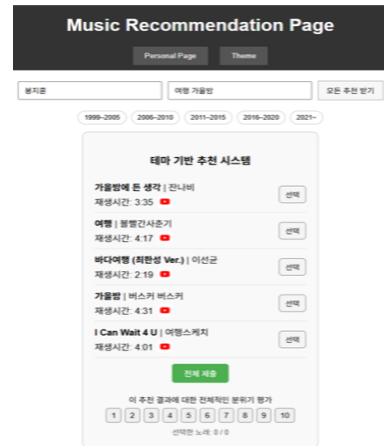 Music Recommendation Page
Personal Page Theme
봉지훈 여행 가을밤 모든 추천 받기
1999~2005 2006~2010 2011~2015 2016~2020 2021~
테마 기반 추천 시스템
가을밤에 든 생각 | 잔나비
재생시간: 3:35
선택
여행 | 볼빨간사춘기
재생시간: 4:17
선택
바다여행 (최한성 Ver.) | 이선균
재생시간: 2:19
선택
가을밤 | 버스커 버스커
재생시간: 4:31
선택
I Can Wait 4 U | 여행스케치
재생시간: 4:01
선택
전체 제출
이 추천 결과에 대한 전체적인 분위기 평가
1 2 3 4 5 6 7 8 9 10
선택한 노래: 0 / 0